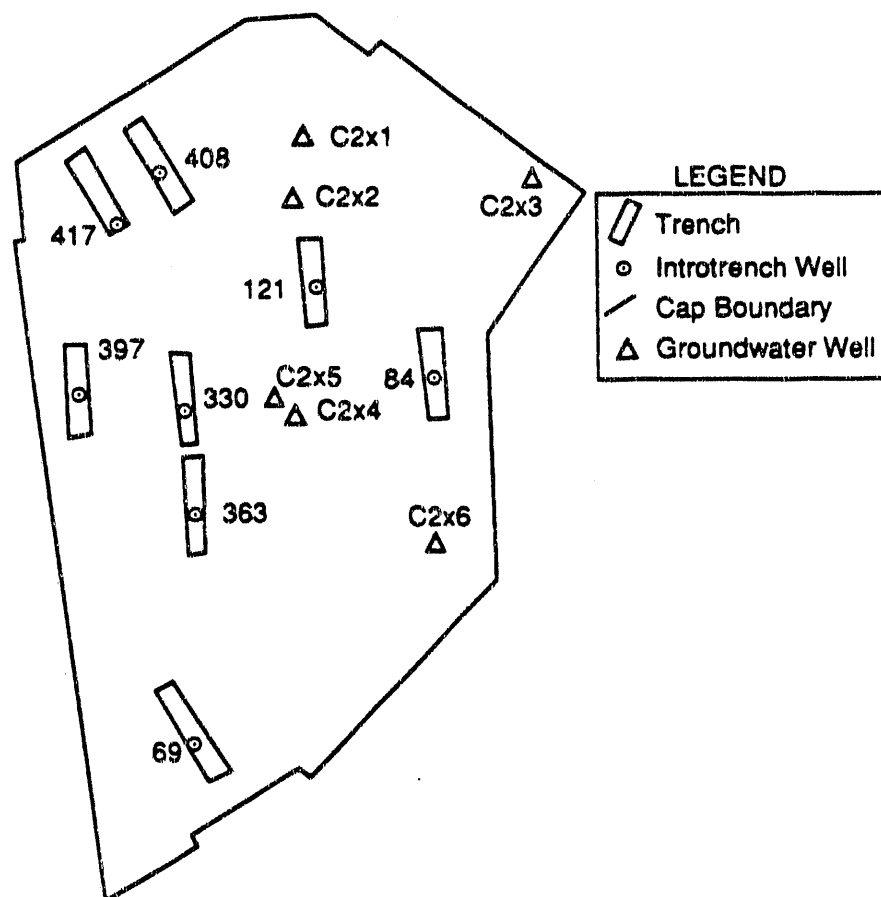 C2x1
408
C2x2
C2x3
417
121
397
C2x5
84
330
C2x4
363
C2x6
69
LEGEND
Trench
Introtrench Well
Cap Boundary
Groundwater Well